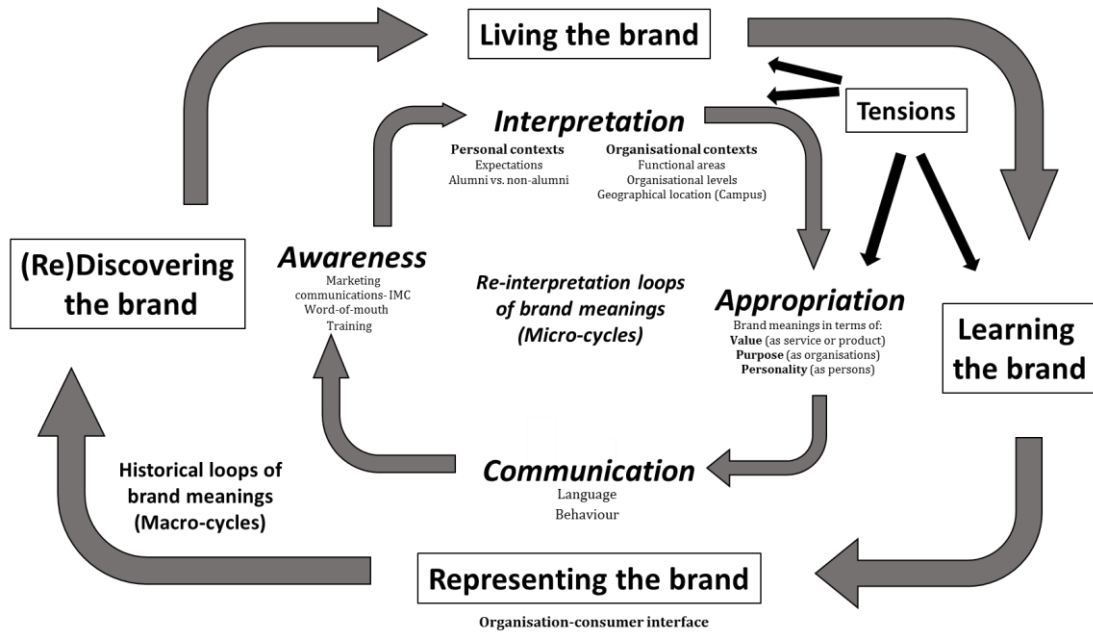 Living the brand
Tensions
Interpretation
Personal contexts
Expectations
Alumni vs. non-alumni
Organisational contexts
Functional areas
Organisational levels
Geographical location (Campus)
(Re)Discovering
the brand
Awareness
Marketing
communications- IMC
Word-of-mouth
Training
Re-interpretation loops
of brand meanings
(Micro-cycles)
Appropriation
Brand meanings in terms of:
Value (as service or product)
Purpose (as organisations)
Personality (as persons)
Learning
the brand
Historical loops of
brand meanings
(Macro-cycles)
Communication
Language
Behaviour
Representing the brand
Organisation-consumer interface